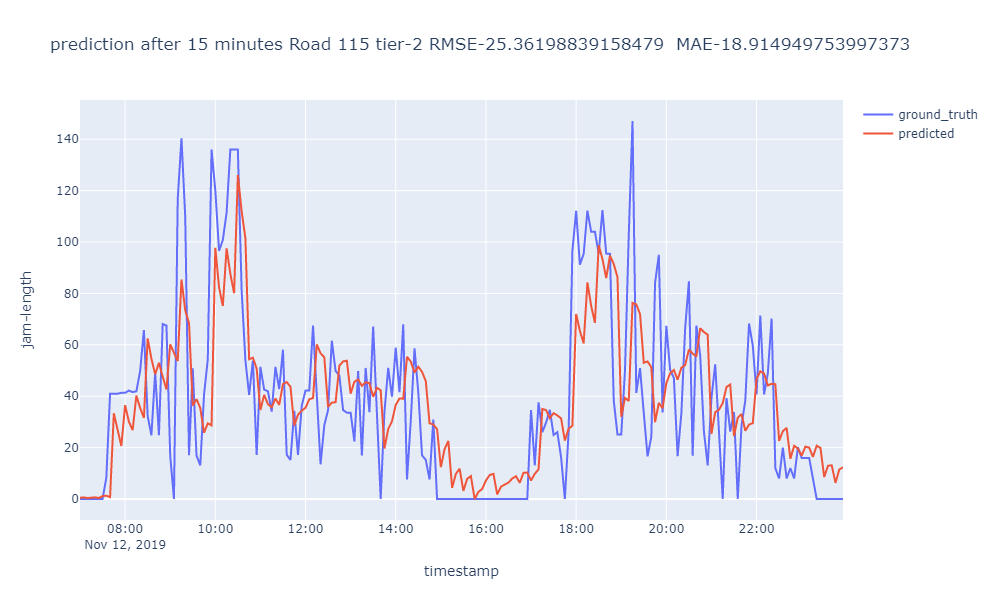 prediction after 15 minutes Road 115 tier-2 RMSE-25.36198839158479  MAE-18.914949753997373
ground_truth
predicted
jam-length
140
120
100
80
60
40
20
0
08:00 10:00 12:00 14:00 16:00 18:00 20:00 22:00
Nov 12, 2019
timestamp